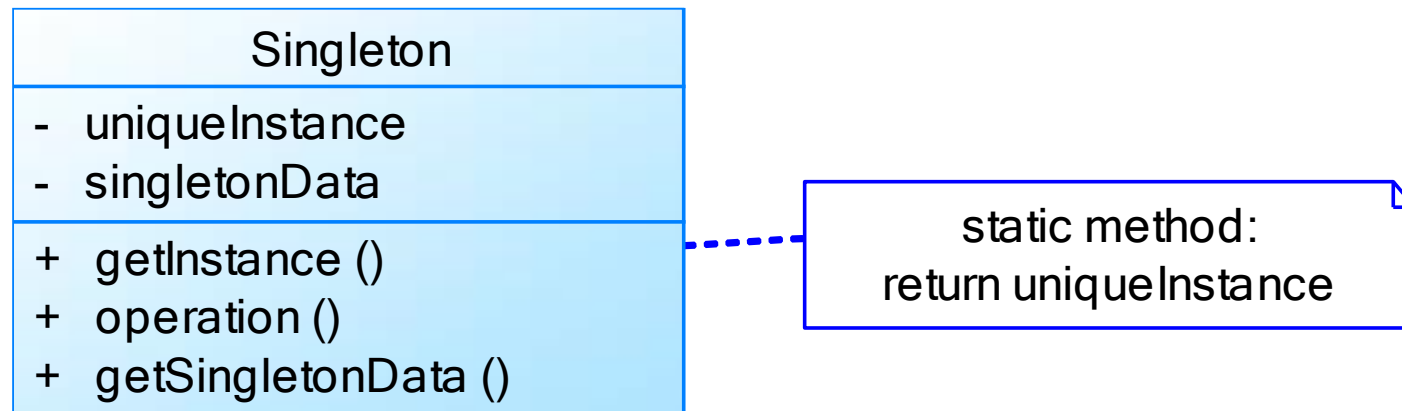 Singleton
- uniqueInstance
- singletonData
+ getInstance ()
+ operation ()
+ getSingletonData ()
static method:
return uniqueInstance